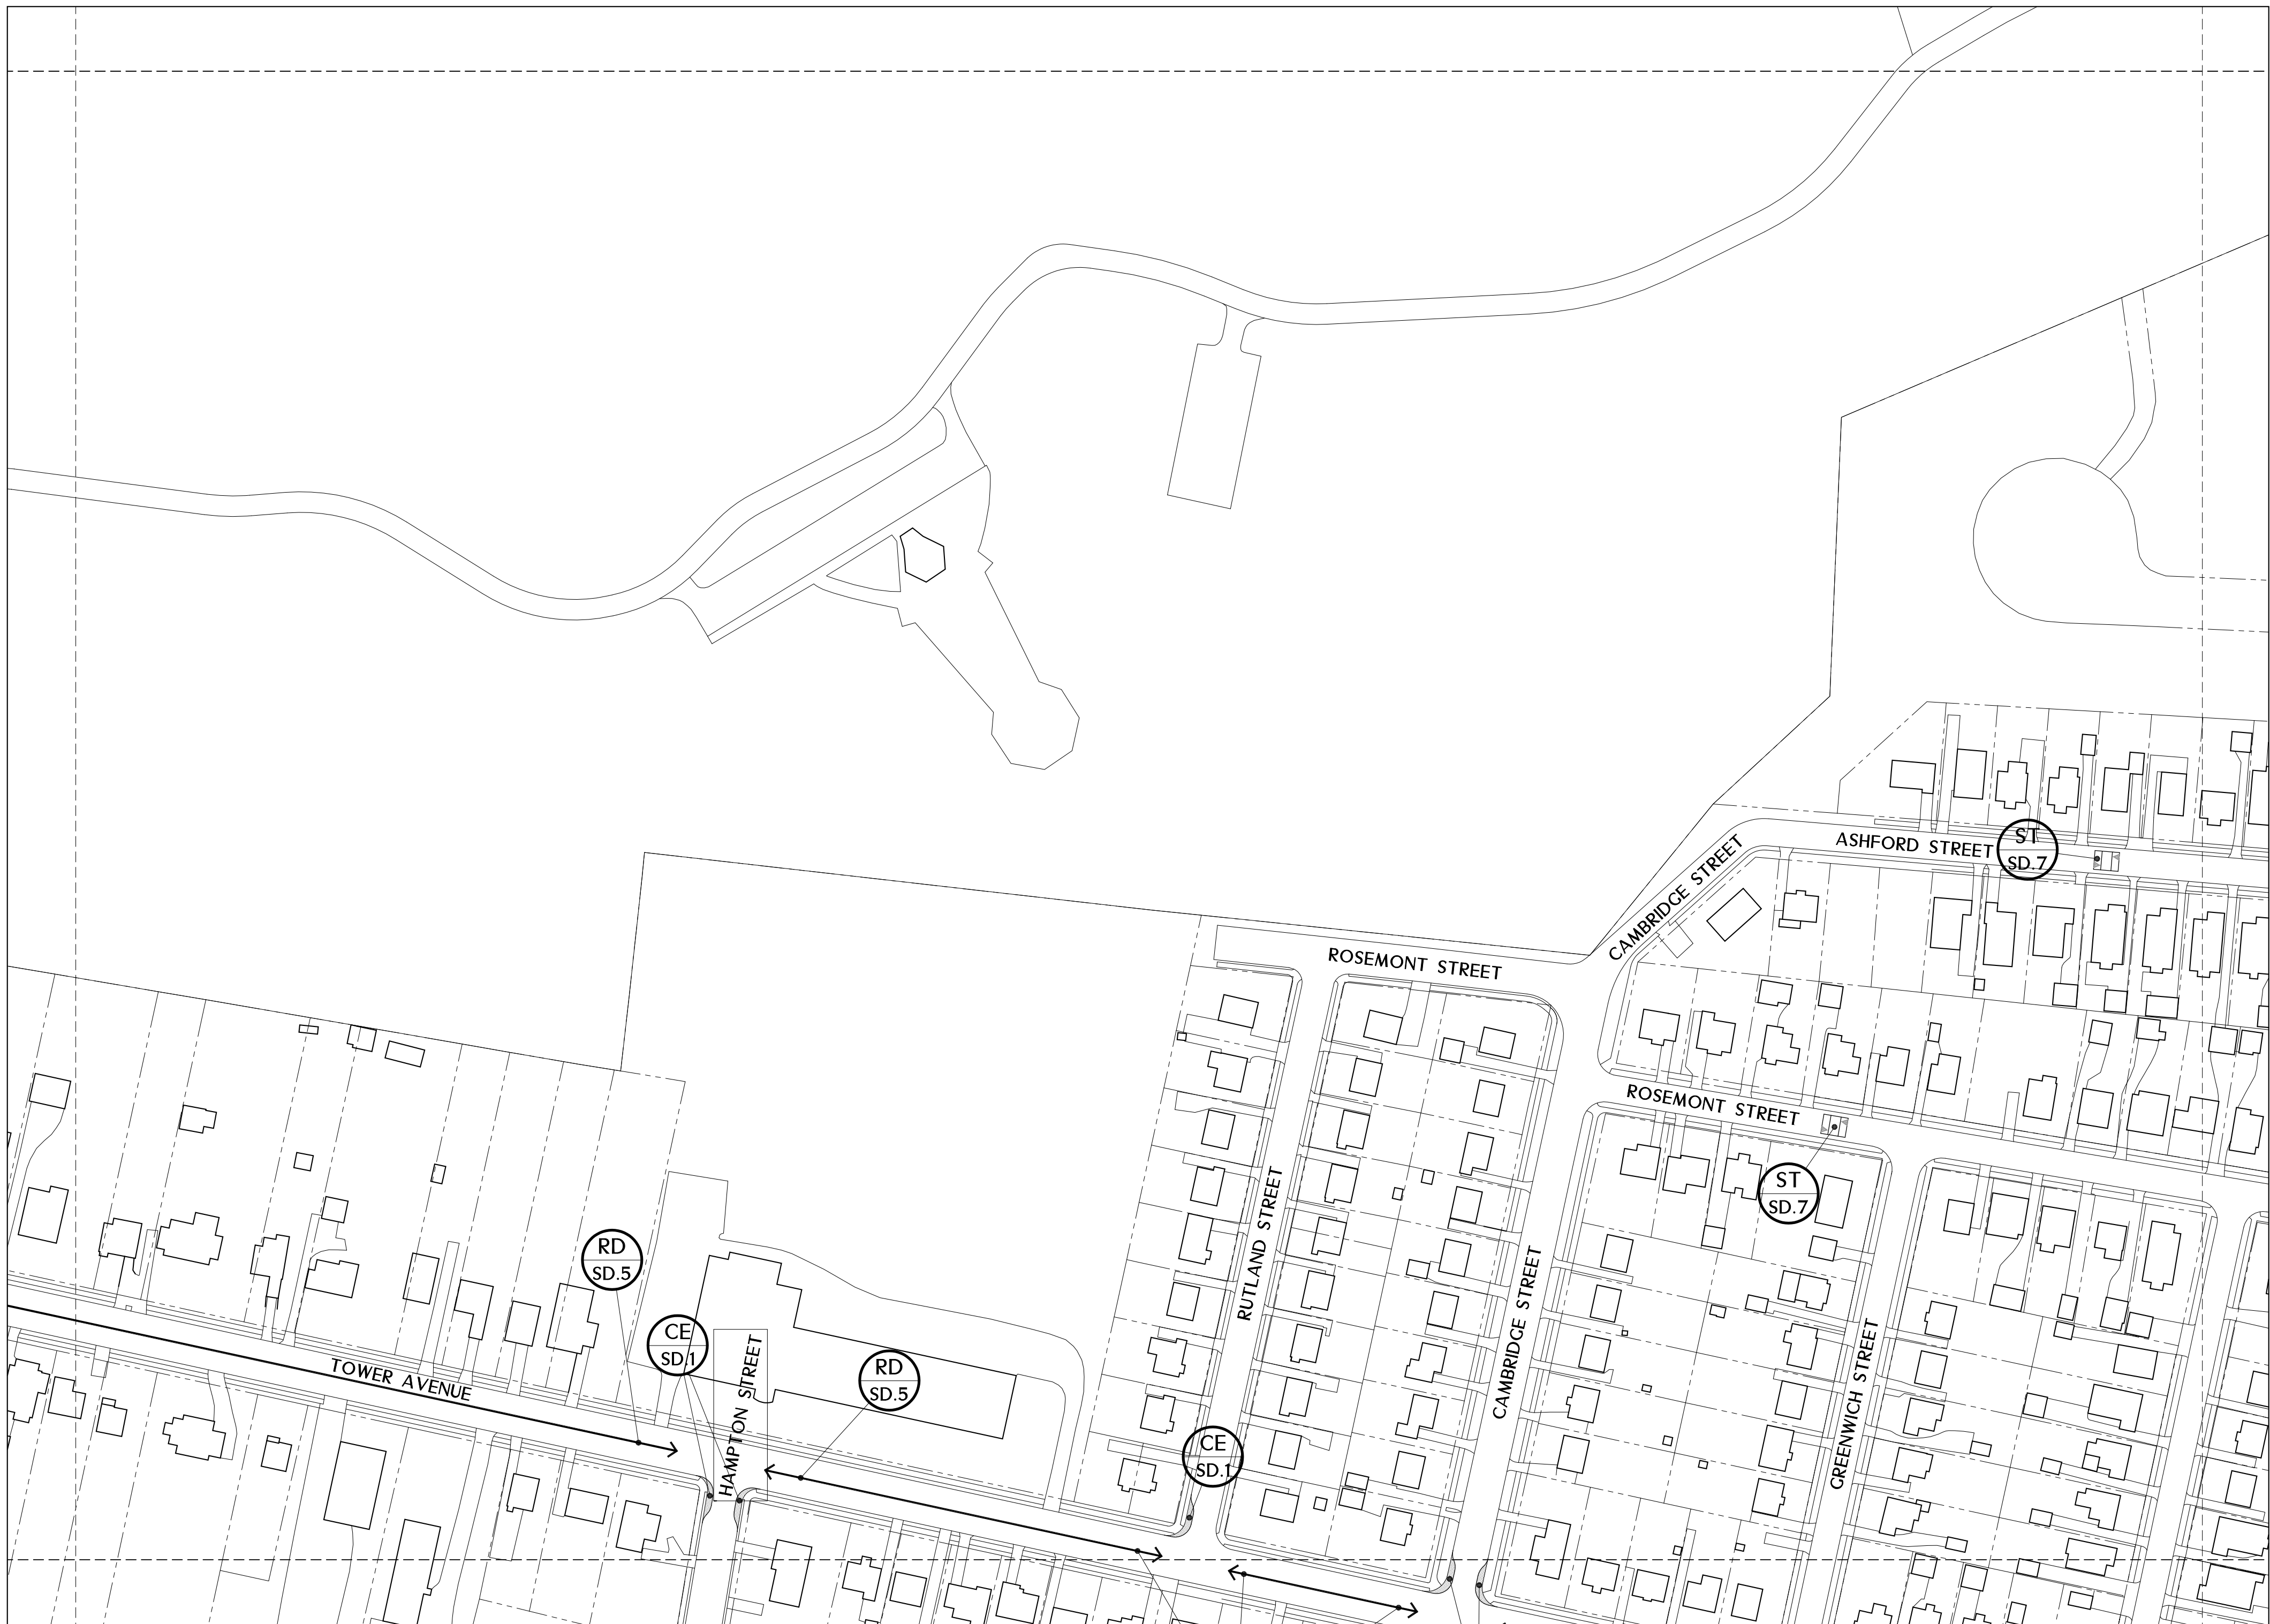 ASHFORD STREET
ST
SD.7
CAMBRIDGE STREET
ROSEMONT STREET
ROSEMONT STREET
ST
SD.7
RUTLAND STREET
RD
SD.5
CE
SD.1
HAMPTON STREET
RD
SD.5
TOWER AVENUE
CAMBRIDGE STREET
GREENWICH STREET
CE
SD.1